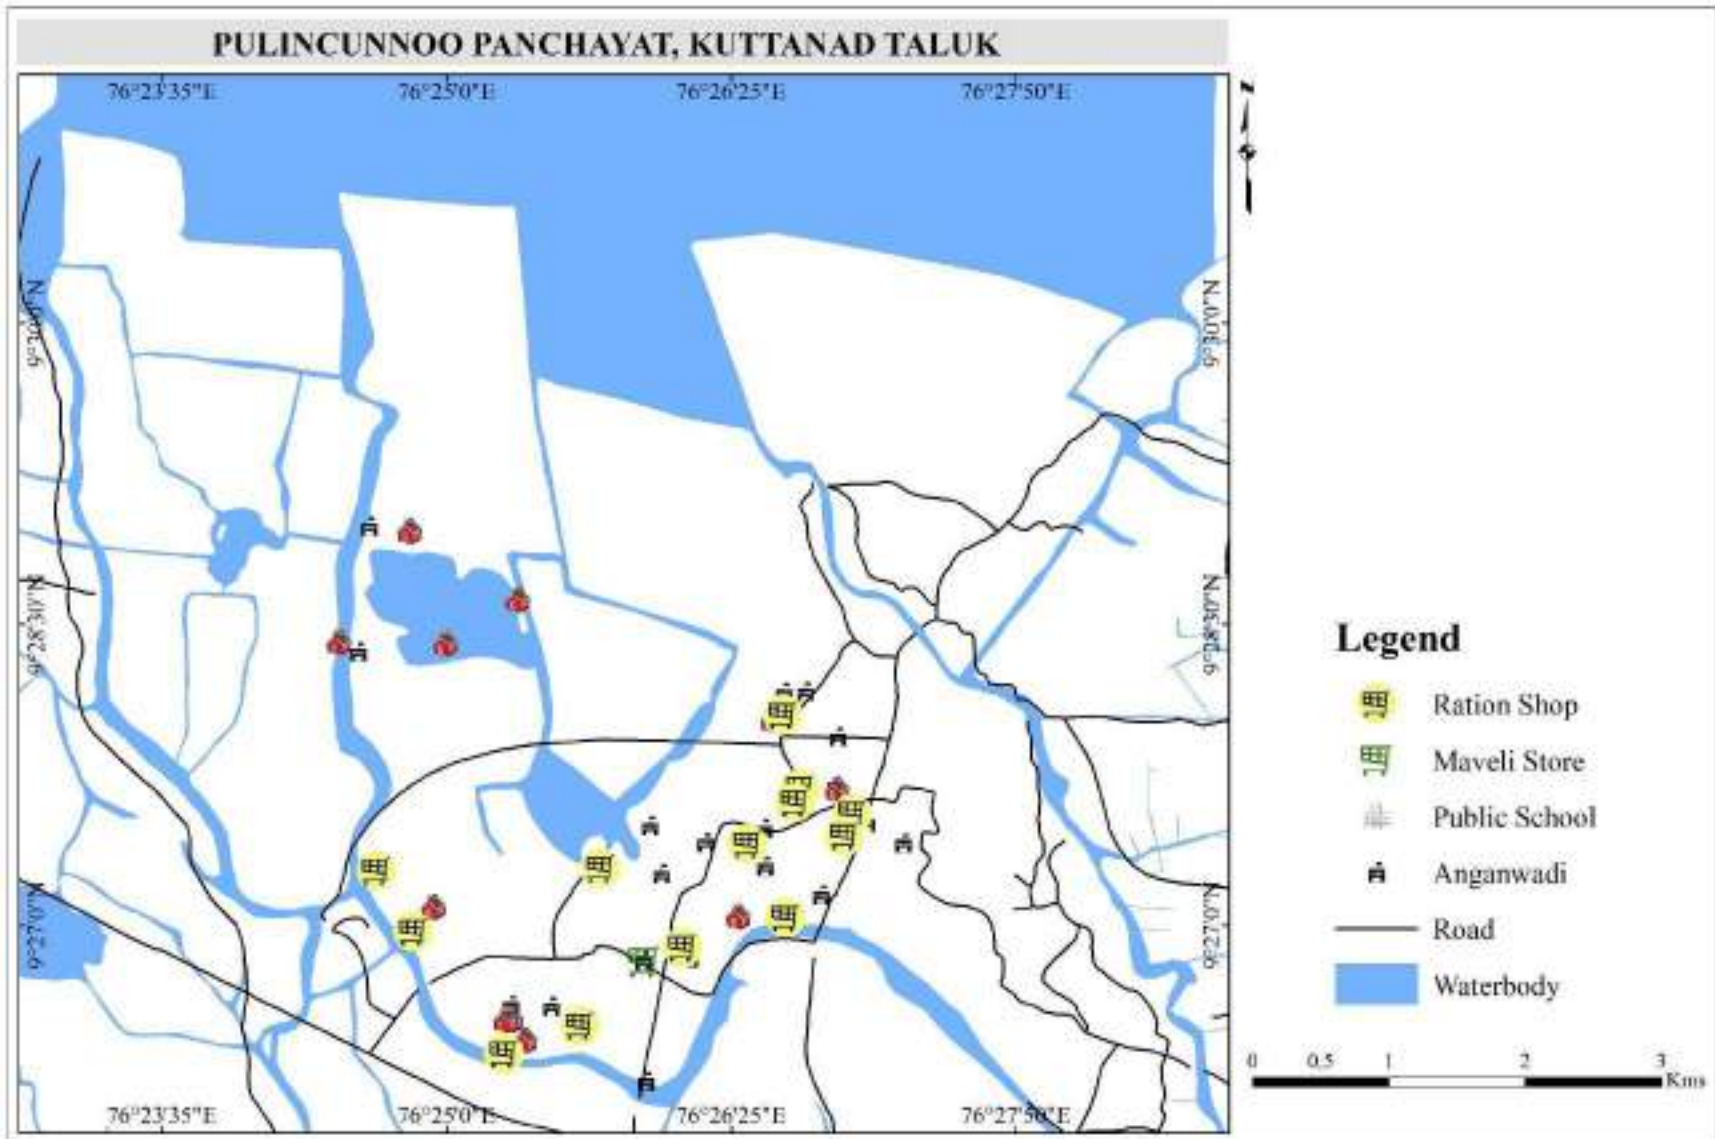 PULINCUNNOO PANCHAYAT, KUTTANAD TALUK
76°23'35"E 76°25'0"E 76°26'25"E 76°27'50"E
Z
9°30'0"N 9°30'0"N
9°28'30"N 9°28'30"N
9°27'0"N 9°27'0"N
76°23'35"E 76°25'0"E 76°26'25"E 76°27'50"E
Legend
Ration Shop
Maveli Store
Public School
Anganwadi
Road
Waterbody
0 0.5 1 2 3
Kms